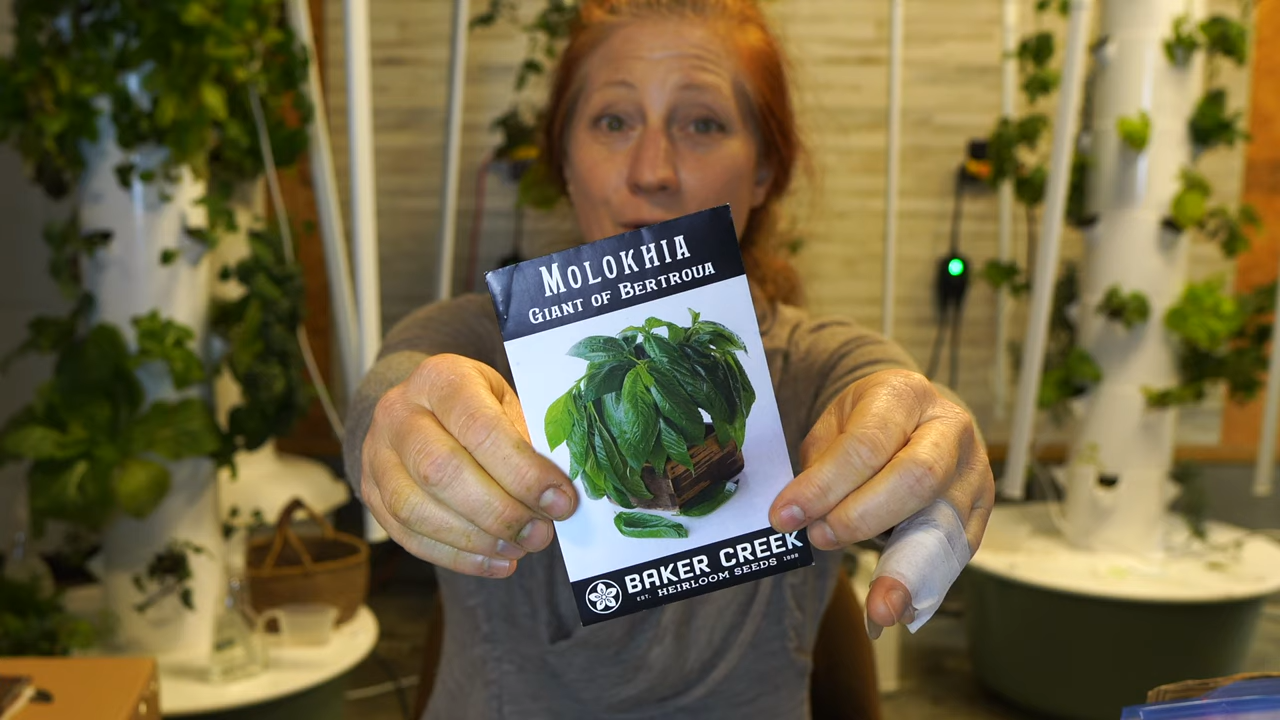 MOLOKHIA
GIANT OF BERTROUA
BAKER CREEK
EST. HEIRLOOM SEEDS 1998